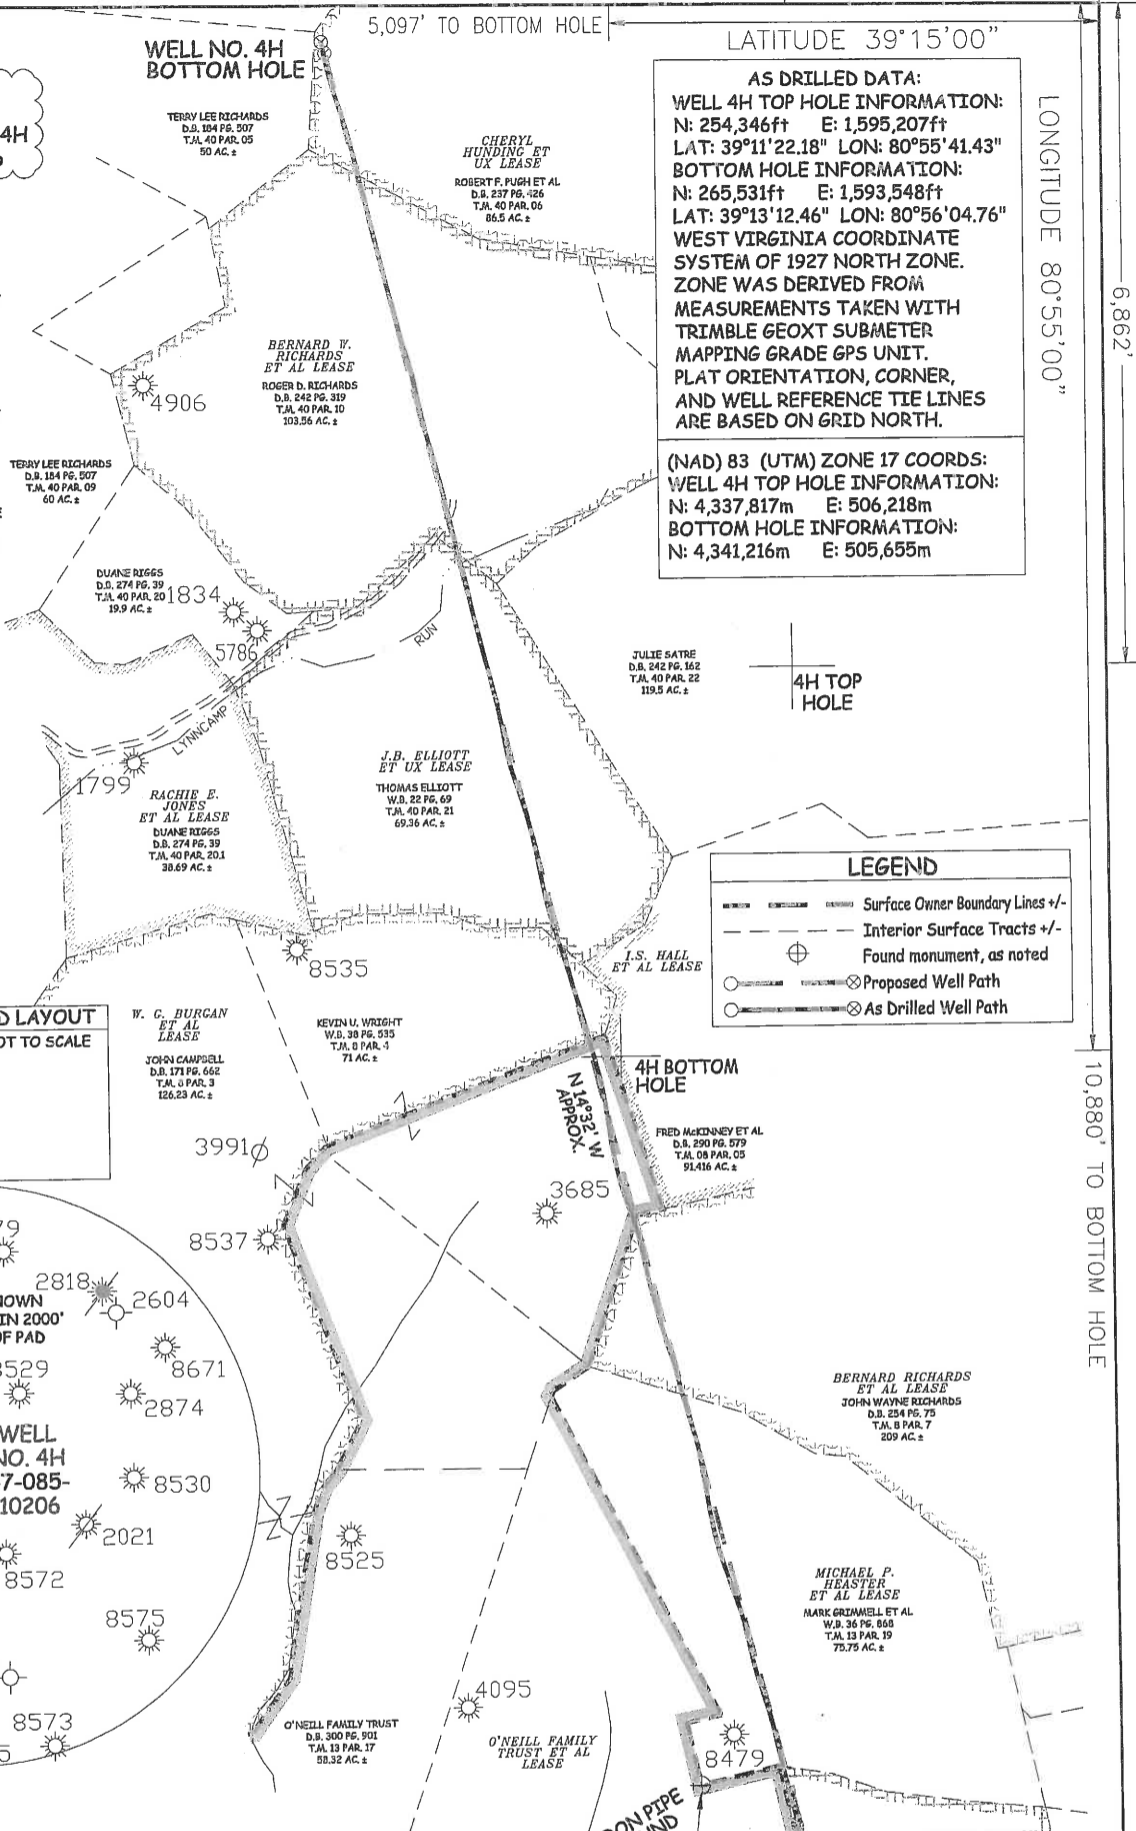 5,097' TO BOTTOM HOLE
LATITUDE 39°15'00"
WELL NO. 4H
BOTTOM HOLE
4H
TERRY LEE RICHARDS
D.B. 184 PG. 507
T.M. 40 PAR. 05
50 AC.±
CHERYL
HUNDING ET
UX LEASE
ROBERT F. PUGH ET AL
D.B. 237 PG. 426
T.M. 40 PAR. 06
86.5 AC.±
AS DRILLED DATA:
WELL 4H TOP HOLE INFORMATION:
N: 254,346ft E: 1,595,207ft
LAT: 39°11'22.18" LON: 80°55'41.43"
BOTTOM HOLE INFORMATION:
N: 265,531ft E: 1,593,548ft
LAT: 39°13'12.46" LON: 80°56'04.76"
WEST VIRGINIA COORDINATE
SYSTEM OF 1927 NORTH ZONE.
ZONE WAS DERIVED FROM
MEASUREMENTS TAKEN WITH
TRIMBLE GEOXT SUBMETER
MAPPING GRADE GPS UNIT.
PLAT ORIENTATION, CORNER,
AND WELL REFERENCE TIE LINES
ARE BASED ON GRID NORTH.
(NAD) 83 (UTM) ZONE 17 COORDS:
WELL 4H TOP HOLE INFORMATION:
N: 4,337,817m E: 506,218m
BOTTOM HOLE INFORMATION:
N: 4,341,216m E: 505,655m
LONGITUDE 80°55'00"
6,862'
BERNARD W.
RICHARDS
ET AL LEASE
ROGER D. RICHARDS
D.B. 242 PG. 319
T.M. 40 PAR. 10
103.56 AC.±
4906
TERRY LEE RICHARDS
D.B. 184 PG. 507
T.M. 40 PAR. 09
60 AC.±
DUANE RIGGS
D.B. 274 PG. 39
T.M. 40 PAR. 20
19.9 AC.±
1834
5786
RUN
JULIE SATRE
D.B. 242 PG. 162
T.M. 40 PAR. 22
119.5 AC.±
4H TOP
HOLE
LYNNCAMP
1799
J.B. ELLIOTT
ET UX LEASE
THOMAS ELLIOTT
W.B. 22 PG. 69
T.M. 40 PAR. 21
69.36 AC.±
RACHIE E.
JONES
ET AL LEASE
DUANE RIGGS
D.B. 274 PG. 39
T.M. 40 PAR. 20.1
38.69 AC.±
LEGEND
Surface Owner Boundary Lines +/-
Interior Surface Tracts +/-
Found monument, as noted
Proposed Well Path
As Drilled Well Path
8535
I.S. HALL
ET AL LEASE
D LAYOUT
OT TO SCALE
W. G. BURGAN
ET AL
LEASE
JOHN CAMPBELL
D.B. 171 PG. 662
T.M. 8 PAR. 3
126.23 AC.±
KEVIN U. WRIGHT
W.B. 38 PG. 535
T.M. 8 PAR. 4
71 AC.±
4H BOTTOM
HOLE
N 14°32' W
APPROX.
10,880' TO BOTTOM HOLE
FRED McKINNEY ET AL
D.B. 290 PG. 579
T.M. 08 PAR. 05
91.416 AC.±
3991
3685
8537
79
2818
2604
NOWN
IN 2000'
OF PAD
8671
8529
2874
WELL
NO. 4H
47-085-
10206
8530
2021
8572
8575
8573
5
BERNARD RICHARDS
ET AL LEASE
JOHN WAYNE RICHARDS
D.B. 254 PG. 75
T.M. 8 PAR. 7
209 AC.±
8525
MICHAEL P.
HEASTER
ET AL LEASE
MARK GRIMMELL ET AL
W.B. 36 PG. 868
T.M. 13 PAR. 19
75.75 AC.±
4095
O'NEILL FAMILY TRUST
D.B. 300 PG. 901
T.M. 13 PAR. 17
58.32 AC.±
O'NEILL FAMILY
TRUST ET AL
LEASE
8479
ON PIPE
ND